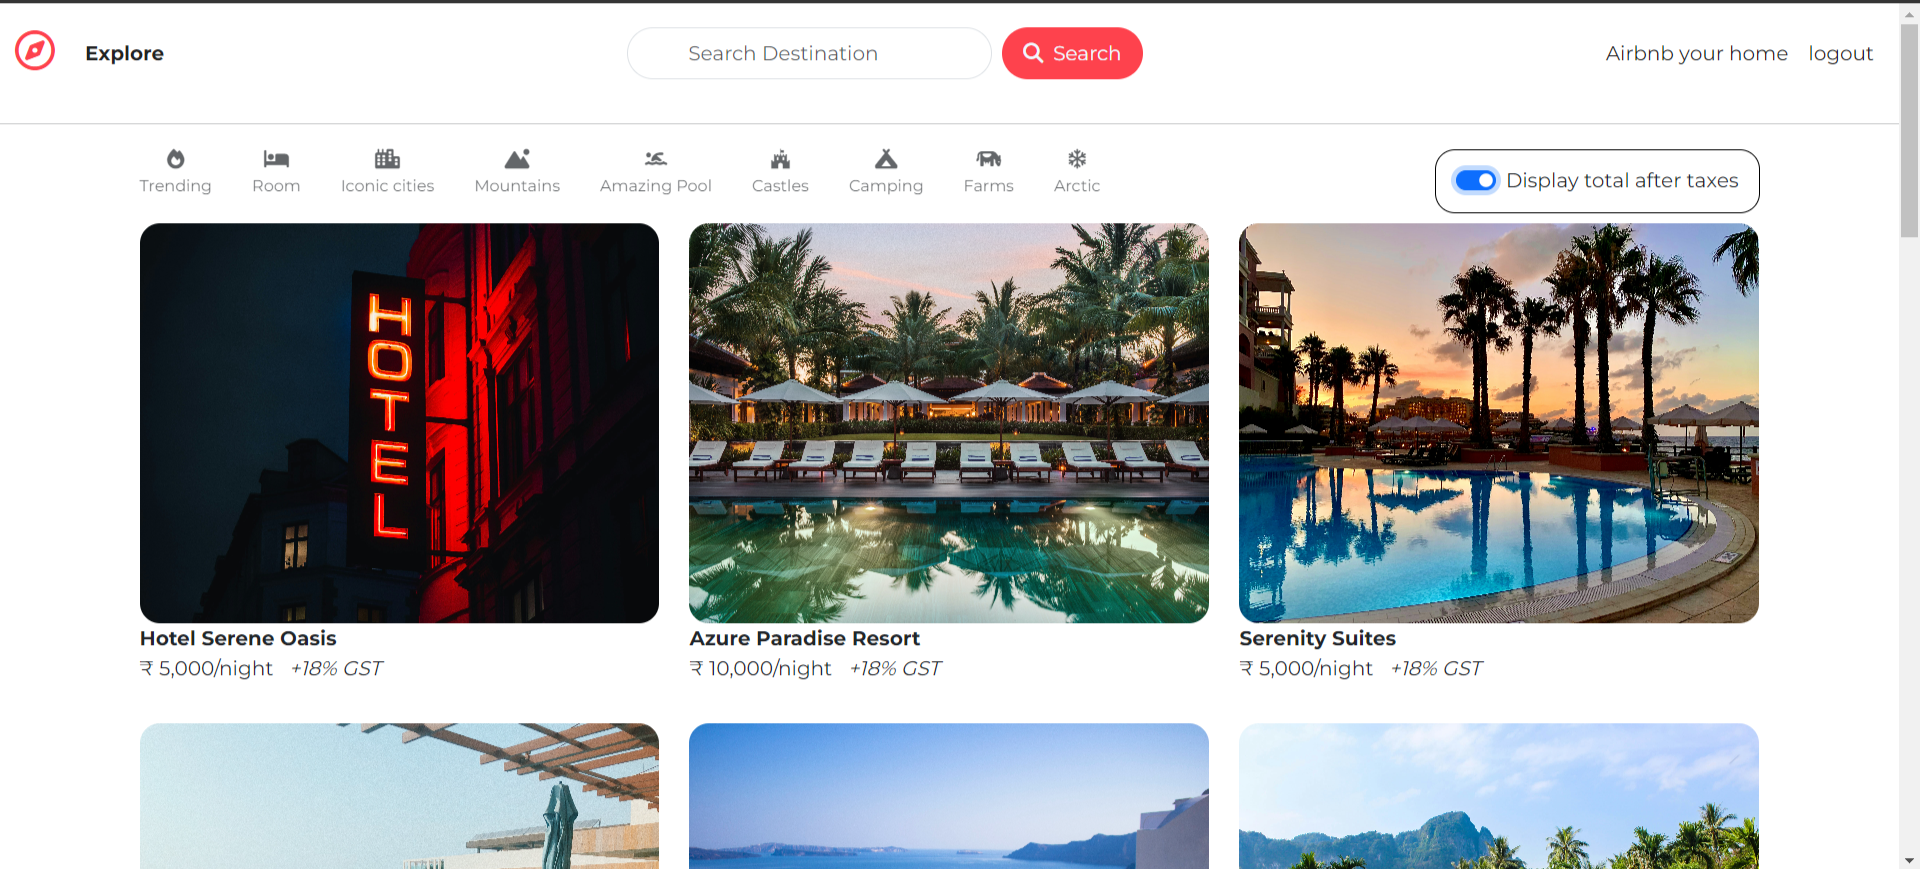 Explore
Search Destination
Search
Airbnb your home
logout
Trending
Room
Iconic cities
Mountains
Amazing Pool
Castles
Camping
Farms
Arctic
Display total after taxes
HOTEL
Hotel Serene Oasis
₹ 5,000/night +18% GST
Azure Paradise Resort
₹ 10,000/night +18% GST
Serenity Suites
₹ 5,000/night +18% GST